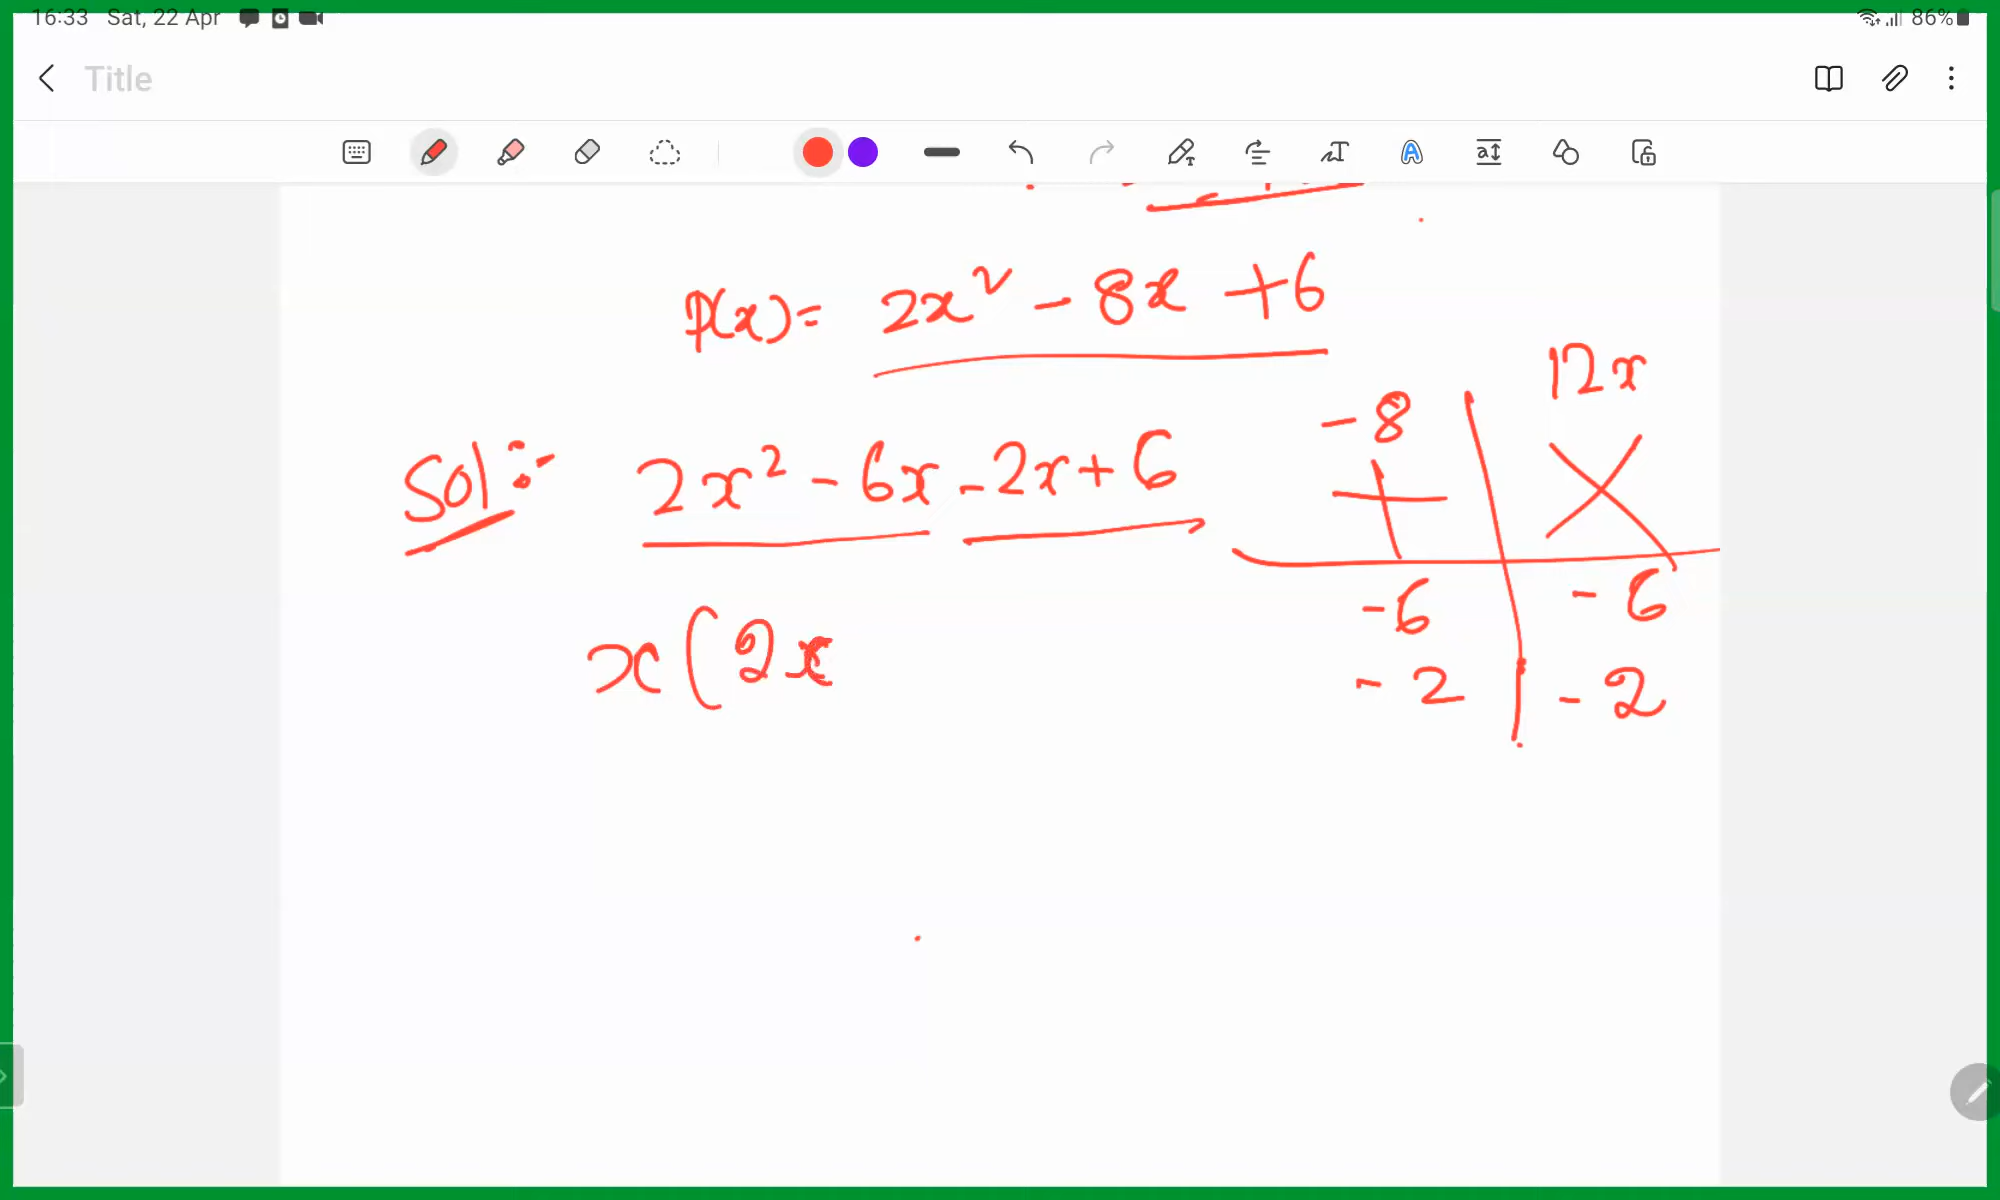 16:33 Sat, 22 Apr 86%
Title
P(x)= 2x² - 8x +6
Sol:- 2x² - 6x - 2x + 6
x(2x
-8 12x
+ ×
-6 -6
-2 -2